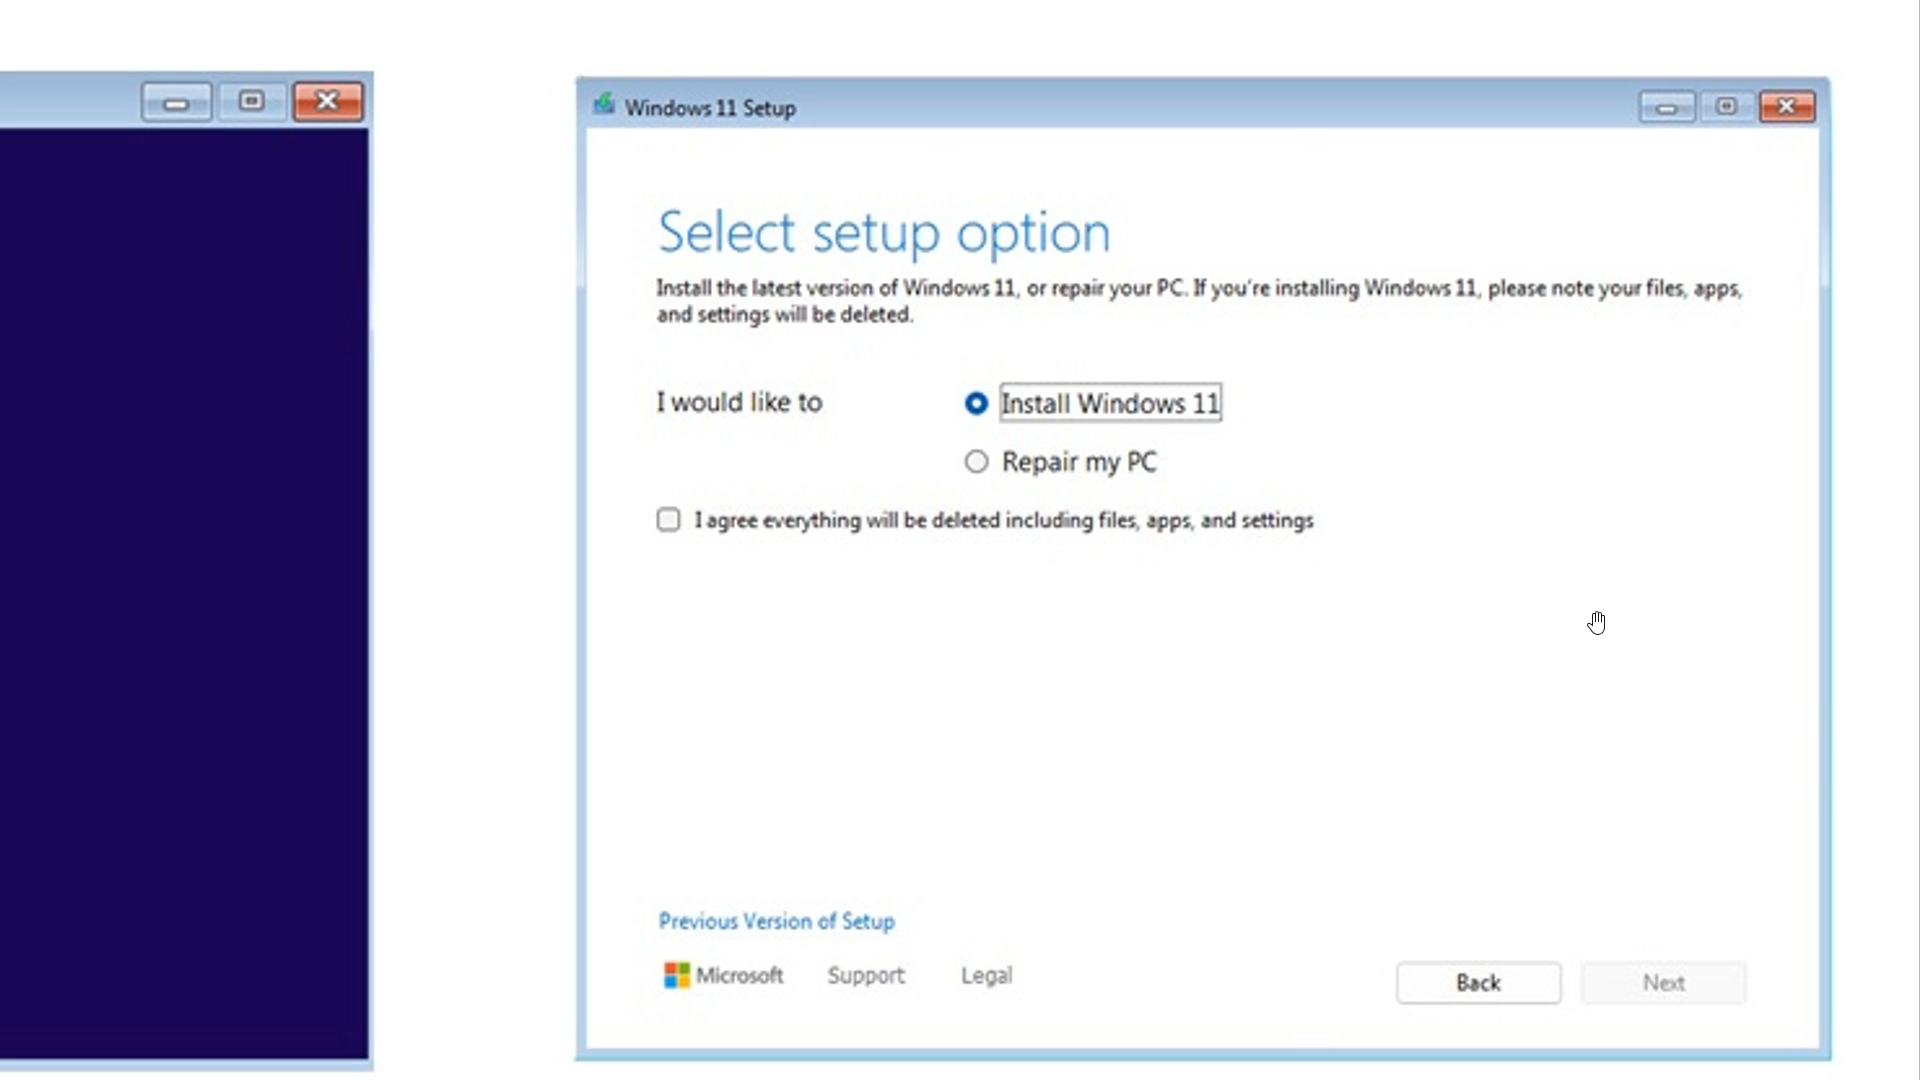 Windows 11 Setup
Select setup option
Install the latest version of Windows 11, or repair your PC. If you're installing Windows 11, please note your files, apps,
and settings will be deleted.
I would like to
Install Windows 11
Repair my PC
I agree everything will be deleted including files, apps, and settings
Previous Version of Setup
Microsoft Support Legal
Back Next